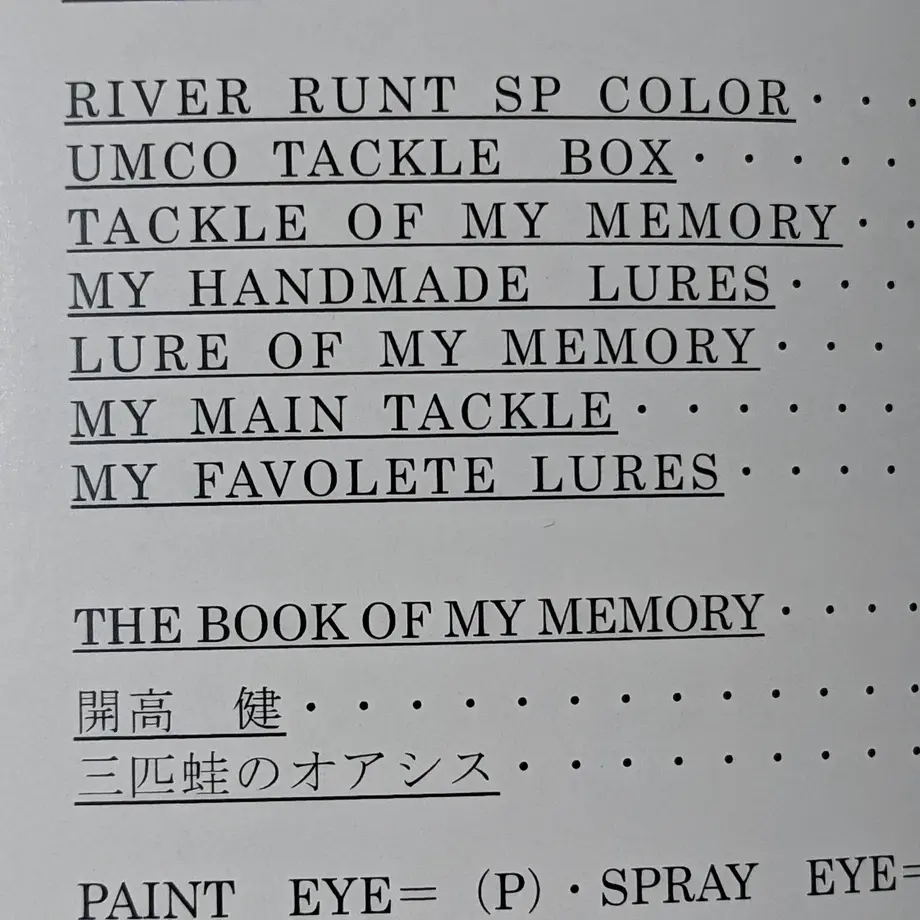 RIVER RUNT SP COLOR・・・
UMCO TACKLE BOX・・・・・
TACKLE OF MY MEMORY・・
MY HANDMADE LURES・・・
LURE OF MY MEMORY・・・
MY MAIN TACKLE・・・・・・
MY FAVOLETE LURES・・・・
THE BOOK OF MY MEMORY・・・・
開高 健・・・・・・・・・・・・・
三匹蛙のオアシス・・・・・・・・
PAINT EYE= (P)・SPRAY EYE=